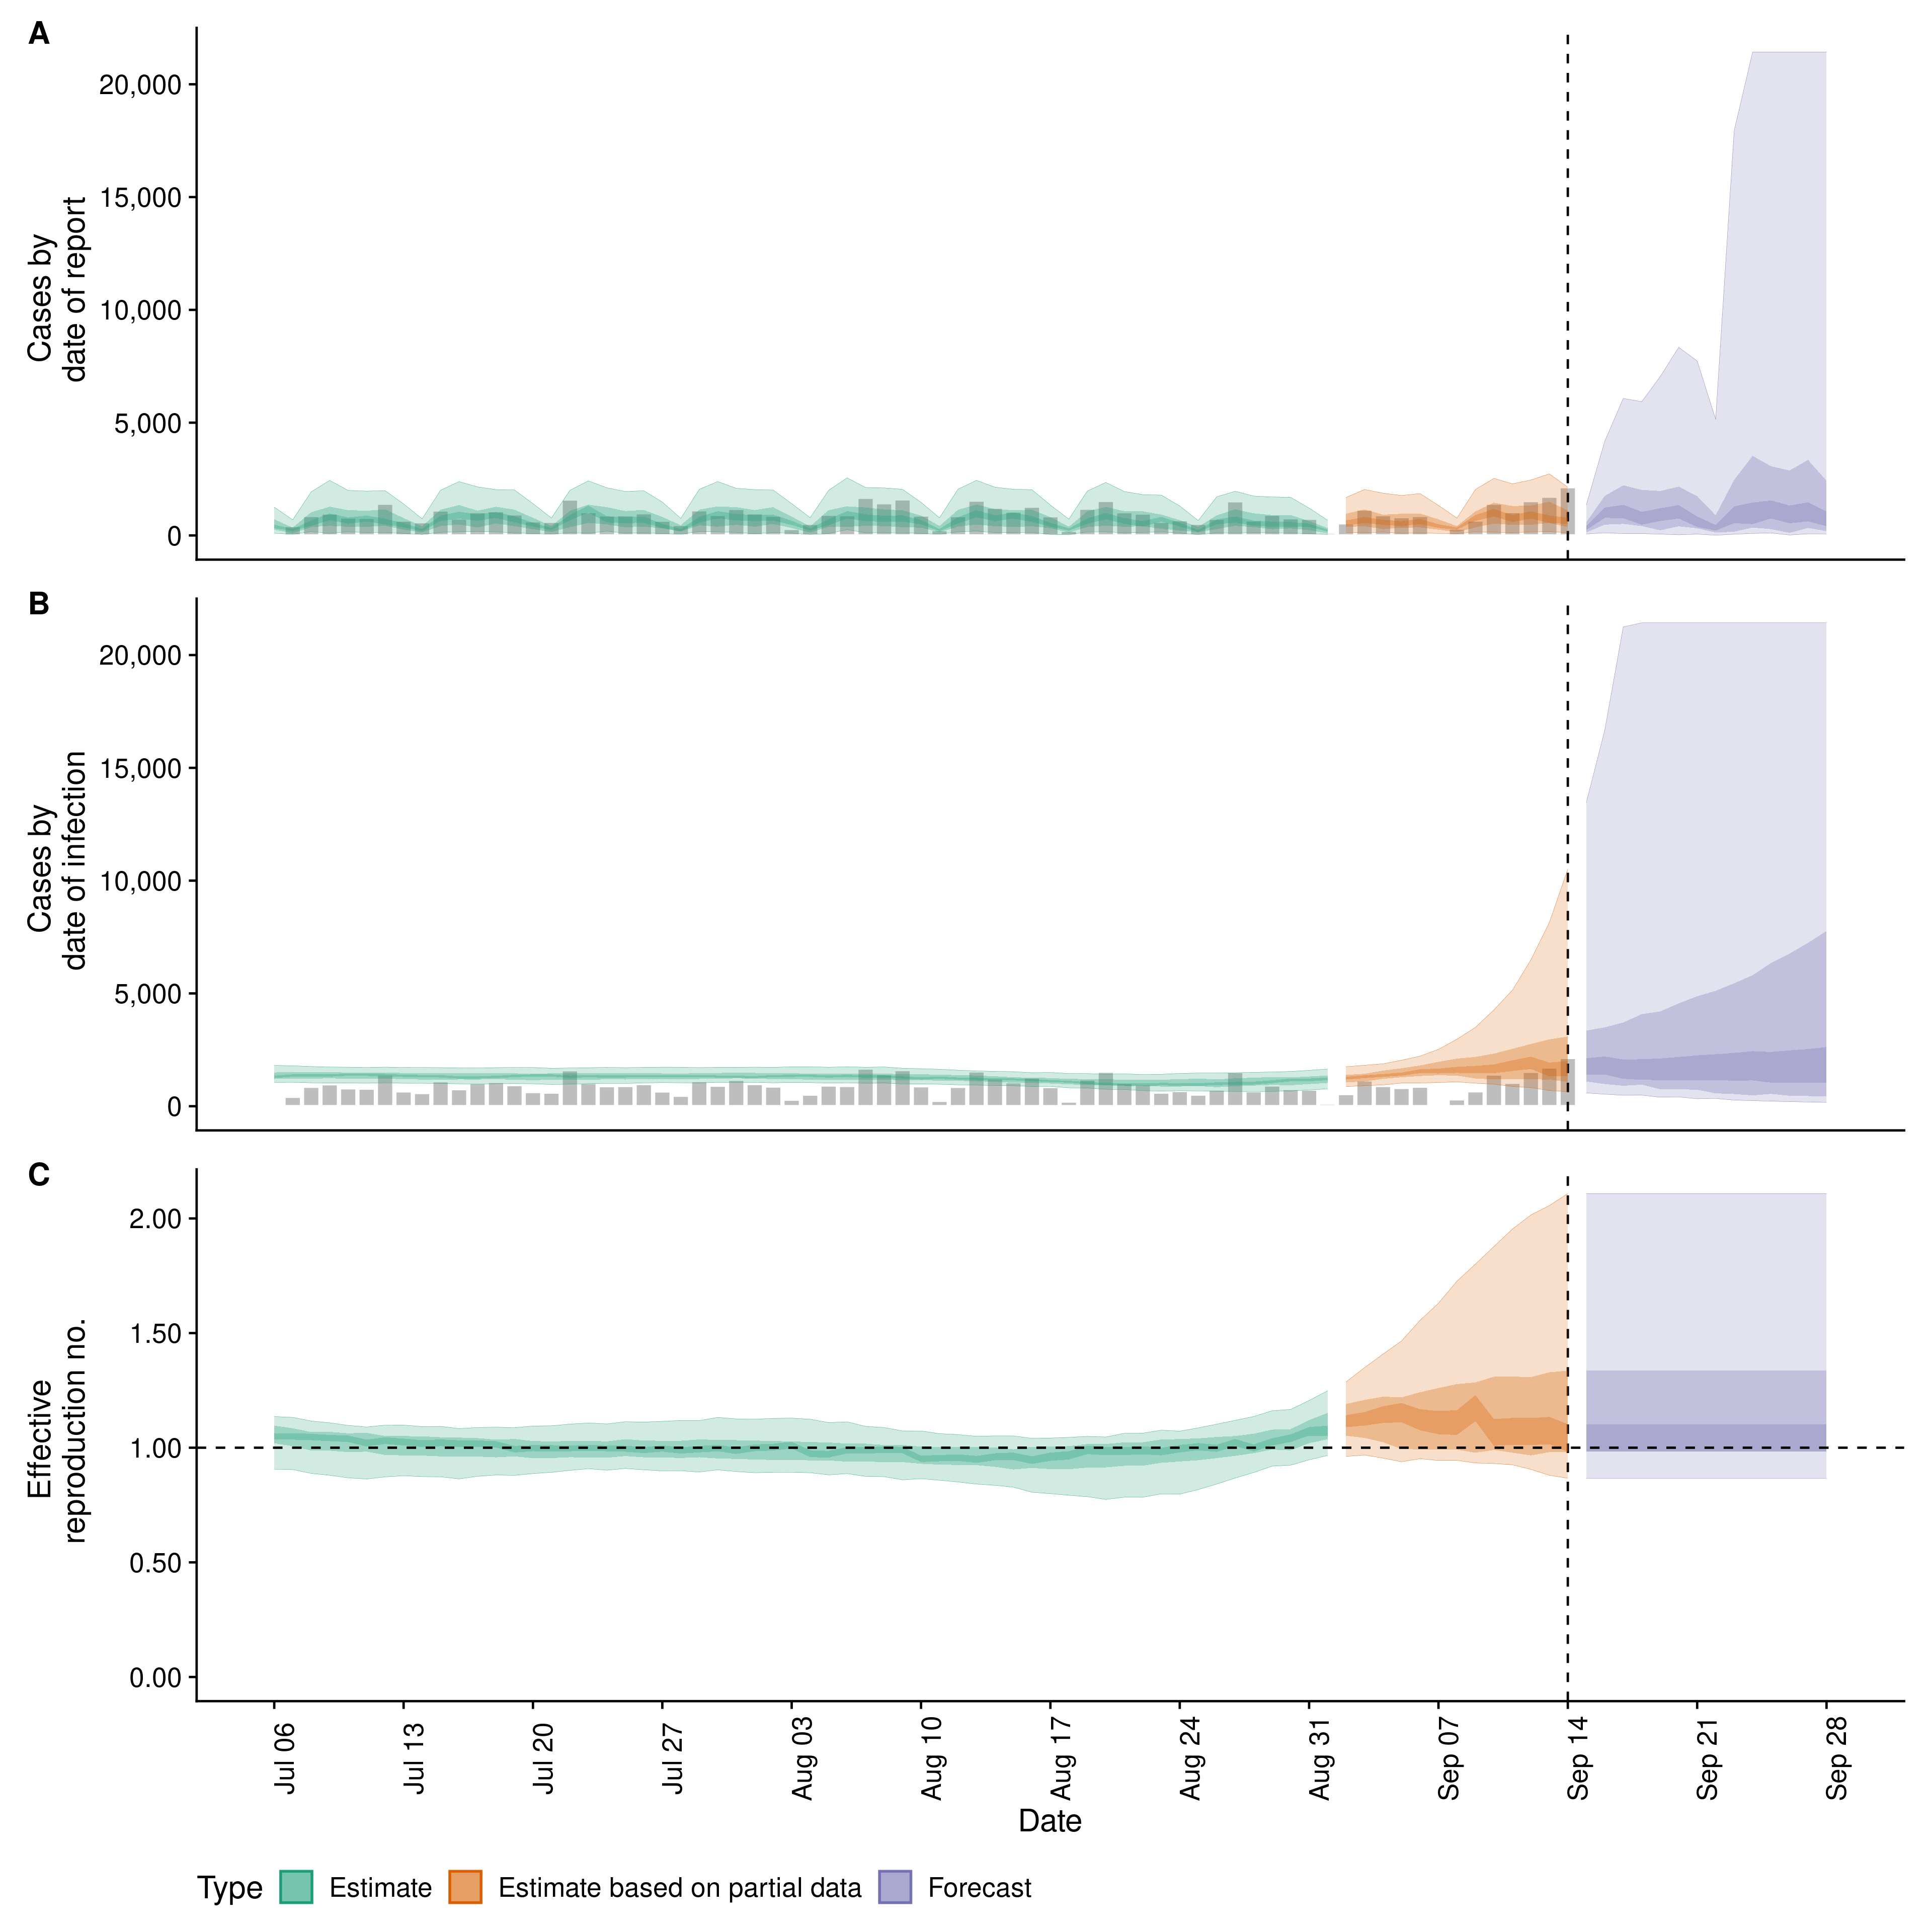 A
Cases by
date of report
20,000
15,000
10,000
5,000
0
B
Cases by
date of infection
20,000
15,000
10,000
5,000
0
C
Effective
reproduction no.
2.00
1.50
1.00
0.50
0.00
Jul 06
Jul 13
Jul 20
Jul 27
Aug 03
Aug 10
Aug 17
Aug 24
Aug 31
Sep 07
Sep 14
Sep 21
Sep 28
Date
Type Estimate Estimate based on partial data Forecast